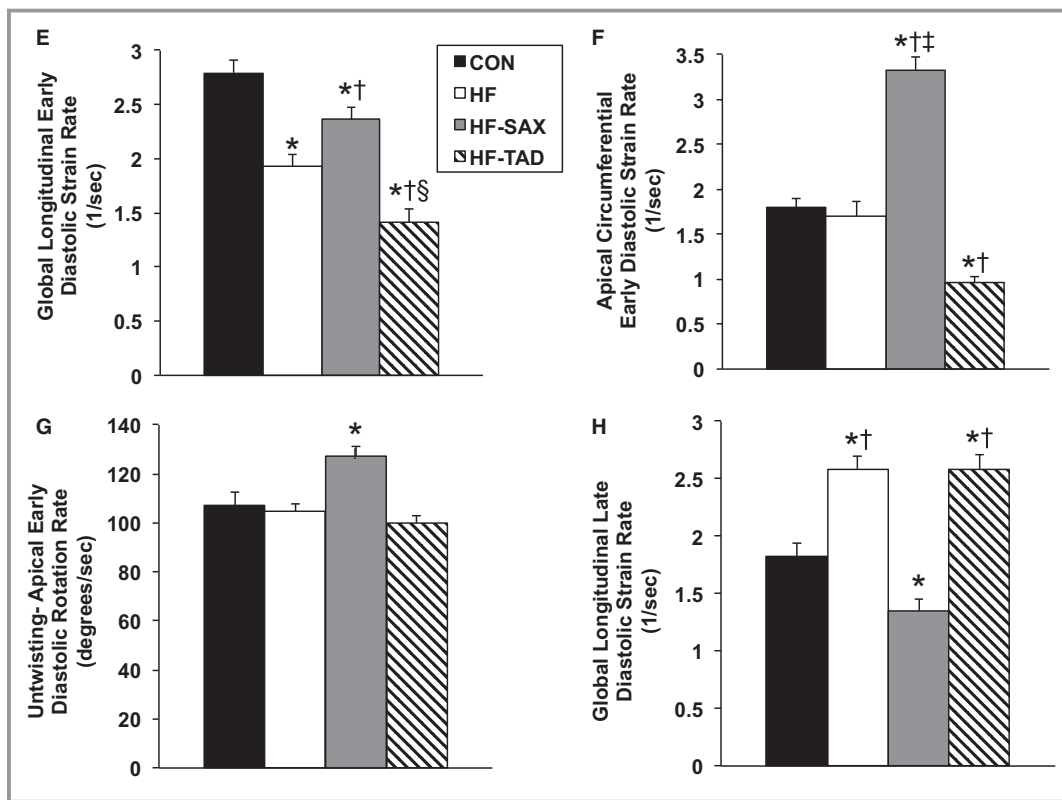 E
Global Longitudinal Early
Diastolic Strain Rate
(1/sec)
3
2.5
2
1.5
1
0.5
0
*
*†
*†§
CON
HF
HF-SAX
HF-TAD
F
Apical Circumferential
Early Diastolic Strain Rate
(1/sec)
3.5
3
2.5
2
1.5
1
0.5
0
*†‡
*†
G
Untwisting- Apical Early
Diastolic Rotation Rate
(degrees/sec)
140
120
100
80
60
40
20
0
*
H
Global Longitudinal Late
Diastolic Strain Rate
(1/sec)
3
2.5
2
1.5
1
0.5
0
*†
*
*†